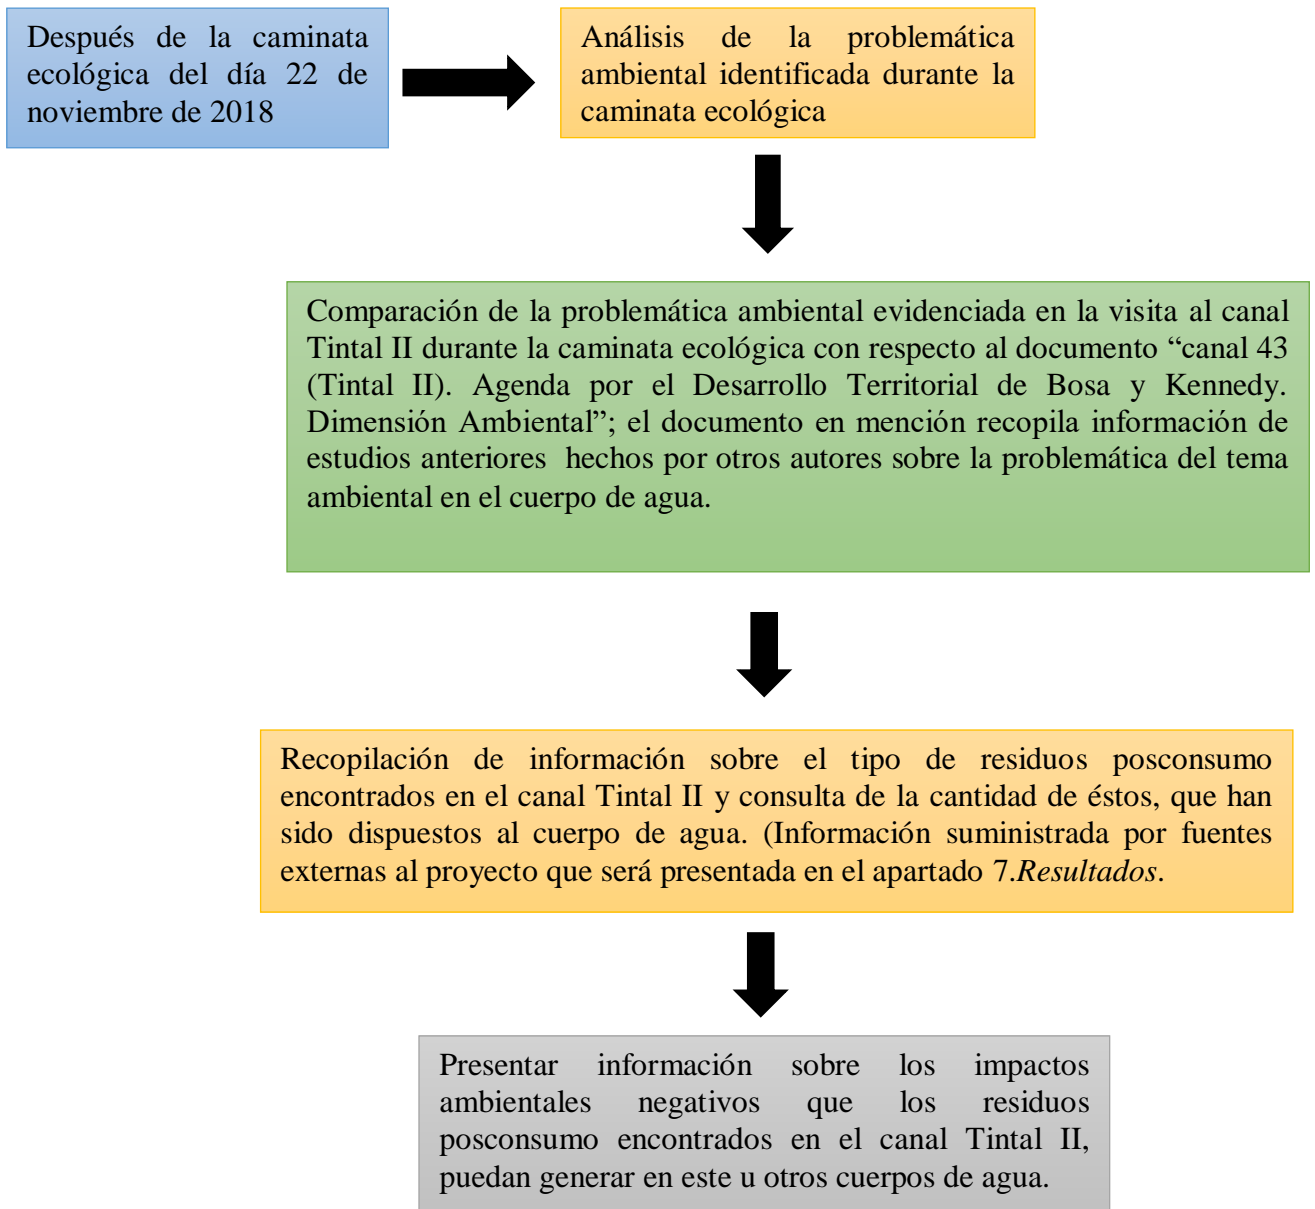 Después de la caminata
ecológica del día 22 de
noviembre de 2018
Análisis de la problemática
ambiental identificada durante la
caminata ecológica
Comparación de la problemática ambiental evidenciada en la visita al canal
Tintal II durante la caminata ecológica con respecto al documento “canal 43
(Tintal II). Agenda por el Desarrollo Territorial de Bosa y Kennedy.
Dimensión Ambiental”; el documento en mención recopila información de
estudios anteriores hechos por otros autores sobre la problemática del tema
ambiental en el cuerpo de agua.
Recopilación de información sobre el tipo de residuos posconsumo
encontrados en el canal Tintal II y consulta de la cantidad de éstos, que han
sido dispuestos al cuerpo de agua. (Información suministrada por fuentes
externas al proyecto que será presentada en el apartado 7.Resultados.
Presentar información sobre los impactos
ambientales negativos que los residuos
posconsumo encontrados en el canal Tintal II,
puedan generar en este u otros cuerpos de agua.